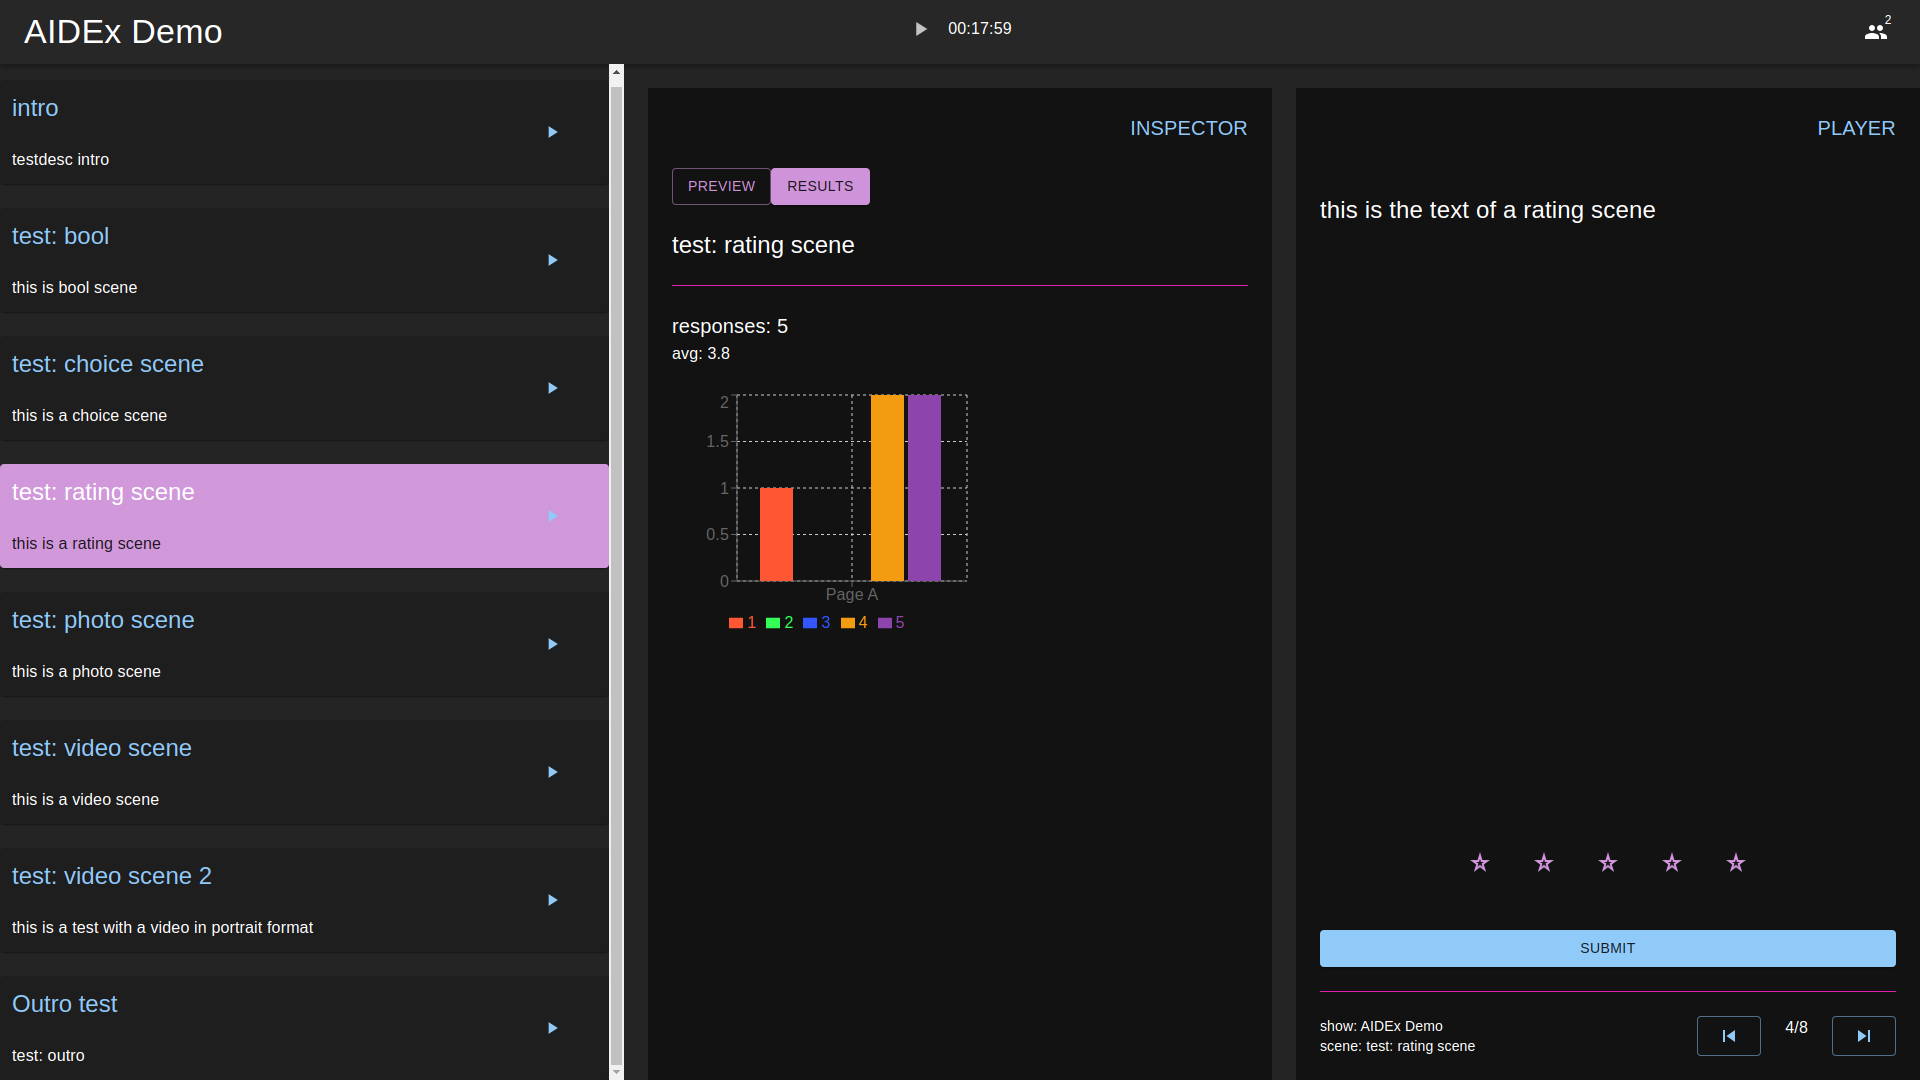 AIDEx Demo
00:17:59
2
intro
testdesc intro
test: bool
this is bool scene
test: choice scene
this is a choice scene
test: rating scene
this is a rating scene
test: photo scene
this is a photo scene
test: video scene
this is a video scene
test: video scene 2
this is a test with a video in portrait format
Outro test
test: outro
INSPECTOR
PREVIEW RESULTS
test: rating scene
responses: 5
avg: 3.8
2
1.5
1
0.5
0
Page A
1 2 3 4 5
PLAYER
this is the text of a rating scene
SUBMIT
show: AIDEx Demo
scene: test: rating scene
4/8